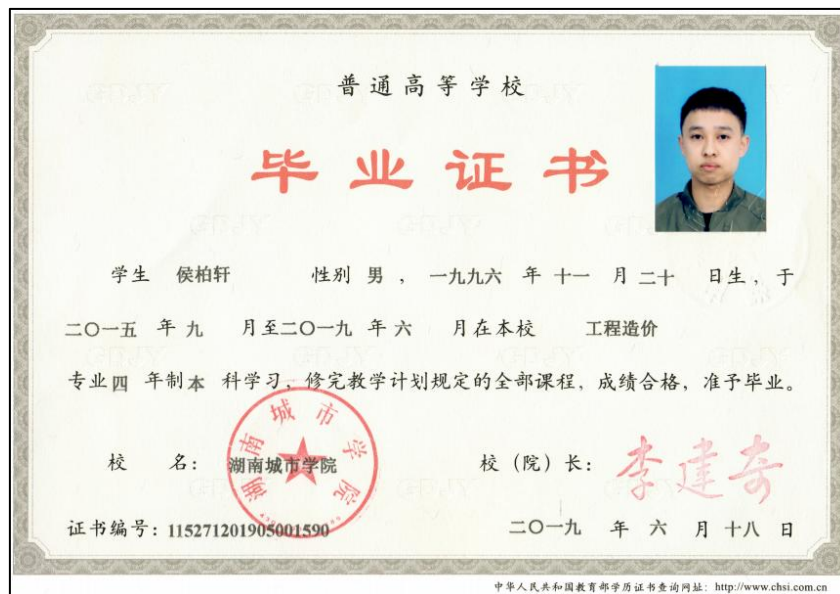 普通高等学校
毕业证书
学生 侯柏轩 性别 男 ， 一九九六 年 十一 月 二十 日生，于
二〇一五 年 九 月至二〇一九 年 六 月在本校 工程造价
专业 四 年制 本 科学习，修完教学计划规定的全部课程，成绩合格，准予毕业。
湖南城市学院
校 名： 湖南城市学院 校（院）长： 李建奇
证书编号：115271201905001590 二〇一九 年 六 月 十八 日
中华人民共和国教育部学历证书查询网址：http://www.chsi.com.cn